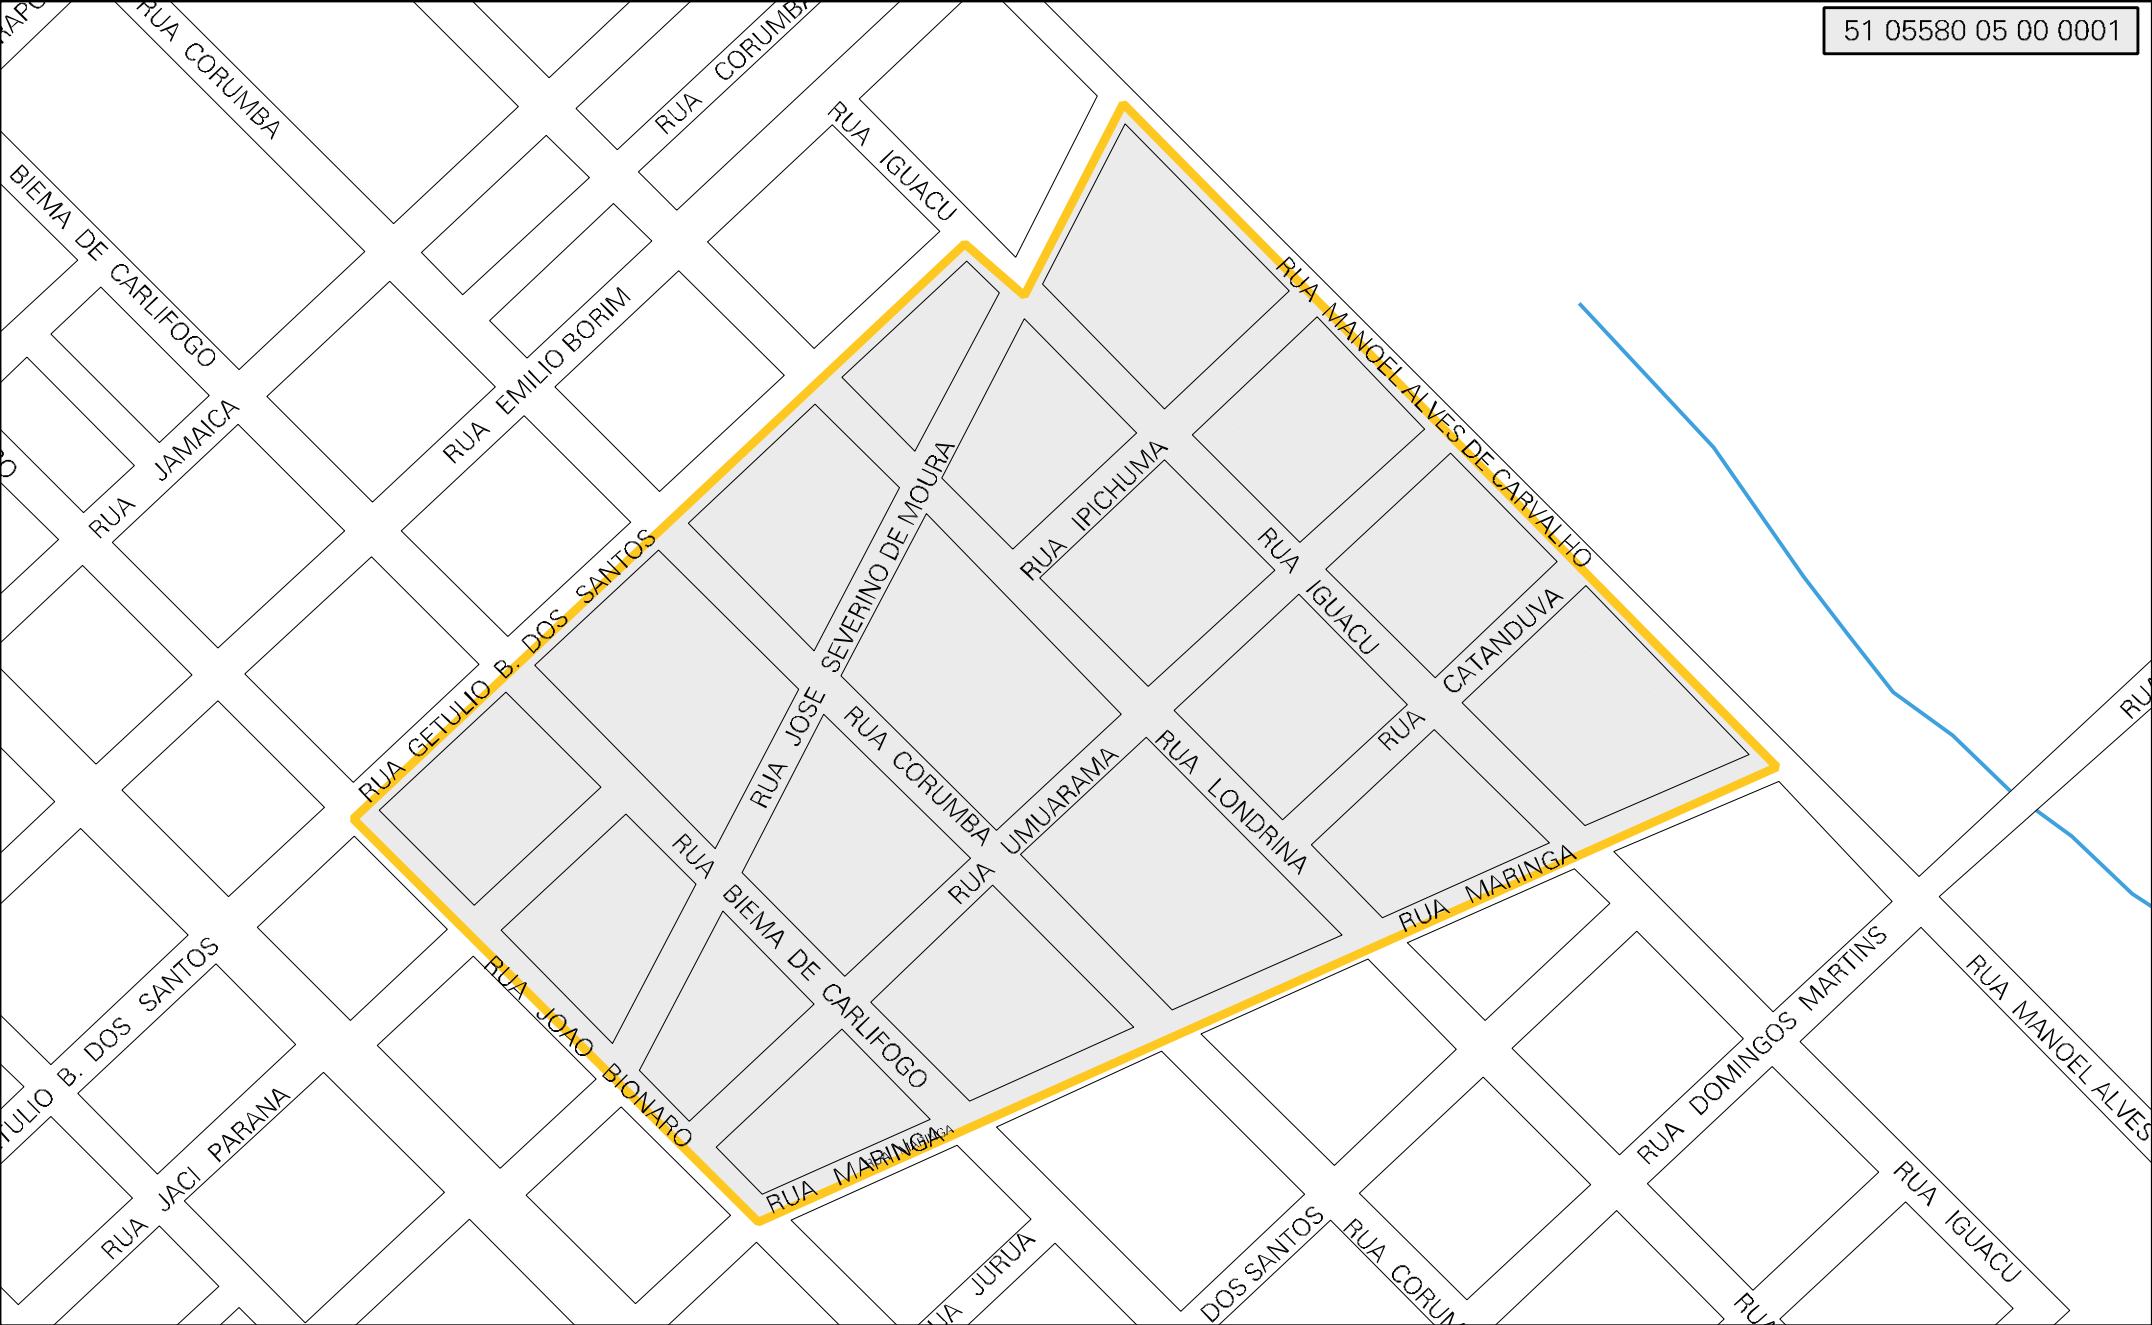 51 05580 05 00 0001
RUA CORUMBA
RUA CORUMBA
RUA IGUACU
BIEMA DE CARLIFOGO
RUA EMILIO BORIM
RUA JAMAICA
RUA MANOEL ALVES DE CARVALHO
RUA IPICHUMA
RUA JOSE SEVERINO DE MOURA
RUA IGUACU
RUA GETULIO B. DOS SANTOS
RUA CATANDUVA
RUA CORUMBA
RUA UMUARAMA
RUA LONDRINA
RUA BIEMA DE CARLIFOGO
RUA MARINGA
RUA
RUA JOAO BIONARO
TULIO B. DOS SANTOS
RUA JACI PARANA
RUA MARINGA
RUA DOMINGOS MARTINS
RUA MANOEL ALVES
RUA IGUACU
UA JURUA
DOS SANTOS
RUA CORUM
RUA